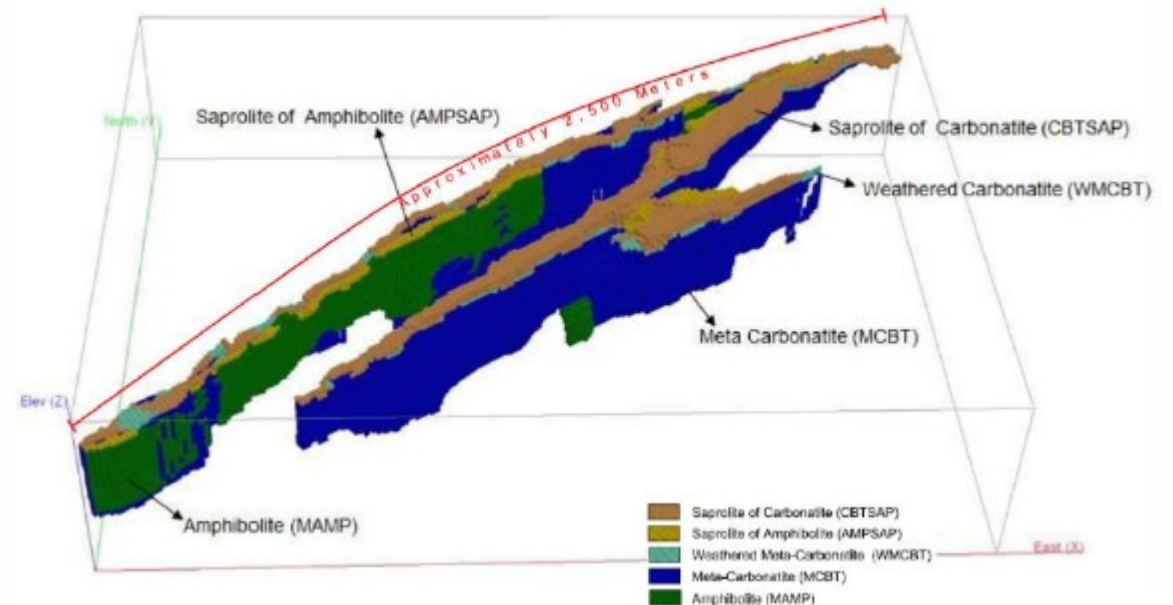 North (Y)
Saprolite of Amphibolite (AMPSAP)
Approximately 2,500 Meters
Saprolite of Carbonatite (CBTSAP)
Weathered Carbonatite (WMCBT)
Meta Carbonatite (MCBT)
Elev (Z)
Amphibolite (MAMP)
Saprolite of Carbonatite (CBTSAP)
Saprolite of Amphibolite (AMPSAP)
Weathered Meta-Carbonatite (WMCBT)
East (X)
Meta-Carbonatite (MCBT)
Amphibolite (MAMP)